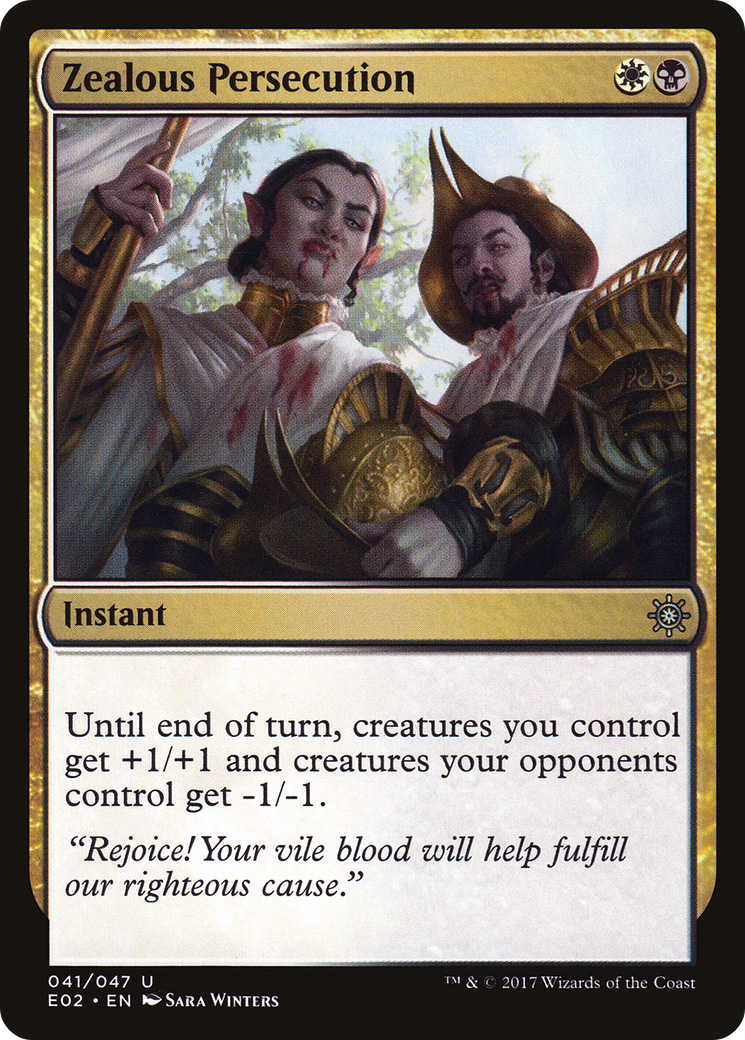 Zealous Persecution
Instant
Until end of turn, creatures you control
get +1/+1 and creatures your opponents
control get -1/-1.
“Rejoice! Your vile blood will help fulfill
our righteous cause.”
041/047 U
™ & © 2017 Wizards of the Coast
E02 • EN Sara Winters